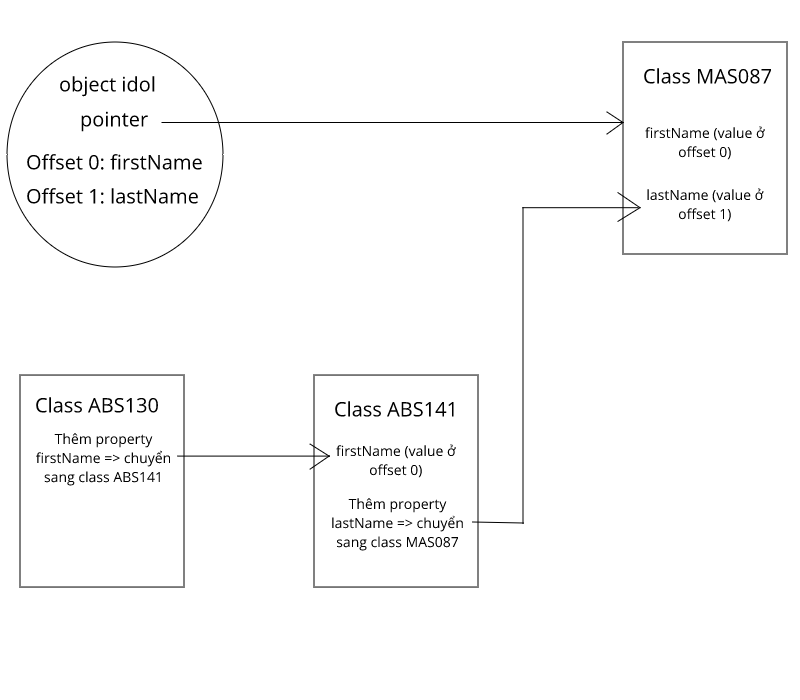 object idol
pointer
Offset 0: firstName
Offset 1: lastName
Class MAS087
firstName (value ở
offset 0)
lastName (value ở
offset 1)
Class ABS130
Thêm property
firstName => chuyển
sang class ABS141
Class ABS141
firstName (value ở
offset 0)
Thêm property
lastName => chuyển
sang class MAS087